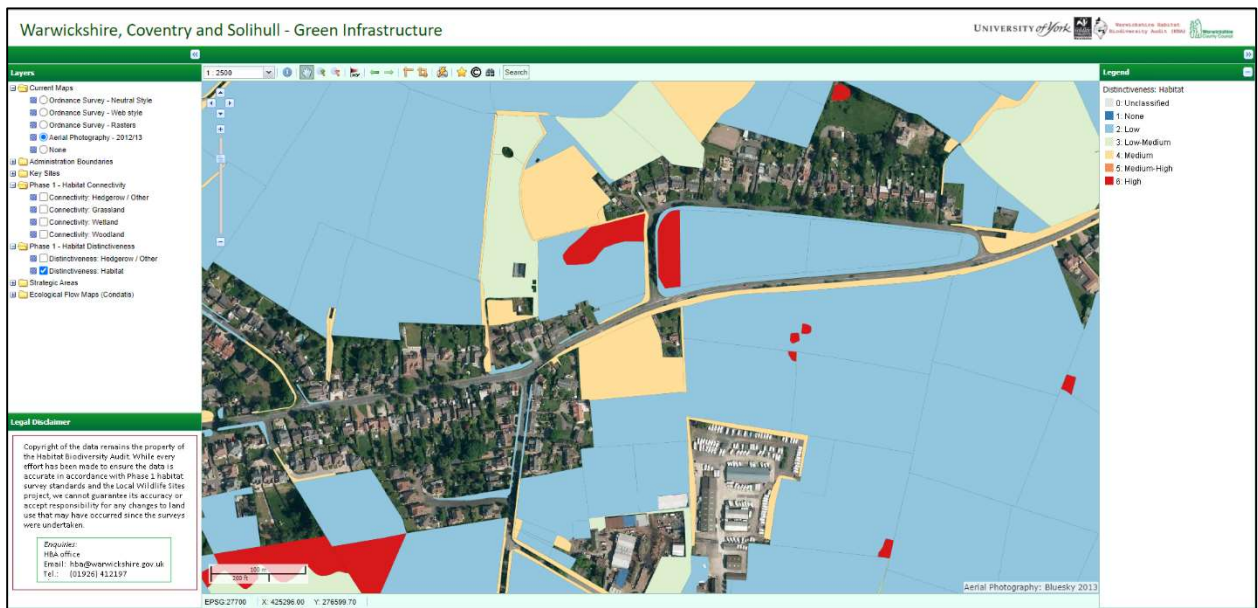 Warwickshire, Coventry and Solihull - Green Infrastructure
UNIVERSITY of York
Warwickshire Habitat
Biodiversity Audit (HBA)
Warwickshire
County Council
Layers
1 : 2500
Search
Legend
Current Maps
Ordnance Survey - Neutral Style
Ordnance Survey - Web style
Ordnance Survey - Rasters
Aerial Photography - 2012/13
None
Administration Boundaries
Key Sites
Phase 1 - Habitat Connectivity
Connectivity: Hedgerow / Other
Connectivity: Grassland
Connectivity: Wetland
Connectivity: Woodland
Phase 1 - Habitat Distinctiveness
Distinctiveness: Hedgerow / Other
Distinctiveness: Habitat
Strategic Areas
Ecological Flow Maps (Condatis)
Distinctiveness: Habitat
0: Unclassified
1: None
2: Low
3: Low-Medium
4: Medium
5: Medium-High
6: High
Legal Disclaimer
Copyright of the data remains the property of
the Habitat Biodiversity Audit. While every
effort has been made to ensure the data is
accurate in accordance with Phase 1 habitat
survey standards and the Local Wildlife Sites
project, we cannot guarantee its accuracy or
accept responsibility for any changes to land
use that may have occurred since the surveys
were undertaken.
Enquiries:
HBA office
Email: hba@warwickshire.gov.uk
Tel.: (01926) 412197
100 m
200 ft
Aerial Photography: Bluesky 2013
EPSG:27700 X: 425296.00 Y: 276599.70